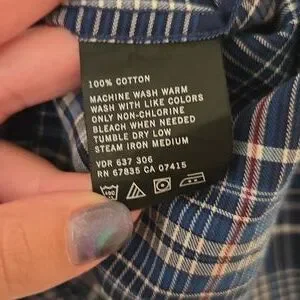 100% COTTON
MACHINE WASH WARM
WASH WITH LIKE COLORS
ONLY NON-CHLORINE
BLEACH WHEN NEEDED
TUMBLE DRY LOW
STEAM IRON MEDIUM
VDR 637 306
RN 67835 CA 07415